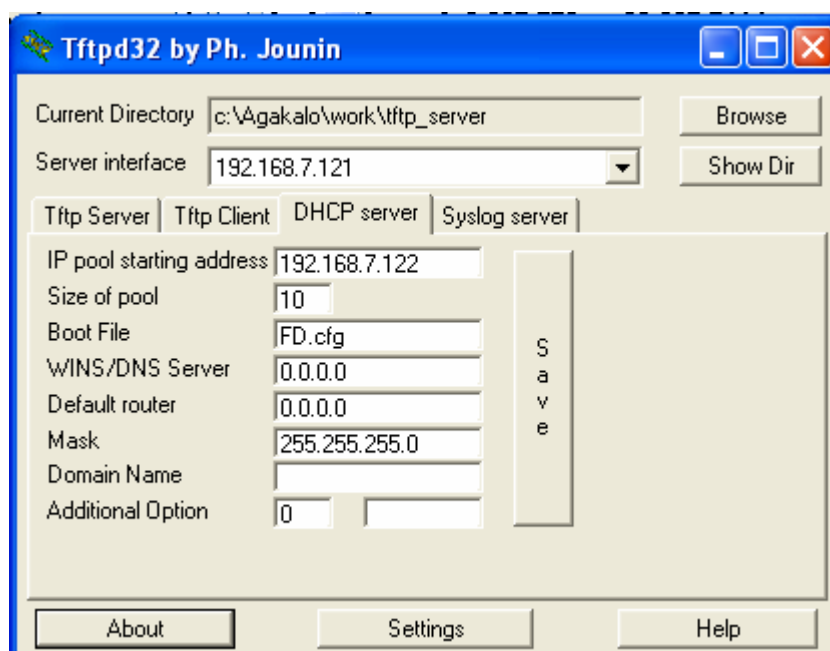 Tftpd32 by Ph. Jounin
Current Directory c:\Agakalo\work\tftp_server Browse
Server interface 192.168.7.121 Show Dir
Tftp Server Tftp Client DHCP server Syslog server
IP pool starting address 192.168.7.122
Size of pool 10
Boot File FD.cfg
WINS/DNS Server 0.0.0.0
Default router 0.0.0.0
Mask 255.255.255.0
Domain Name
Additional Option 0
Save
About Settings Help